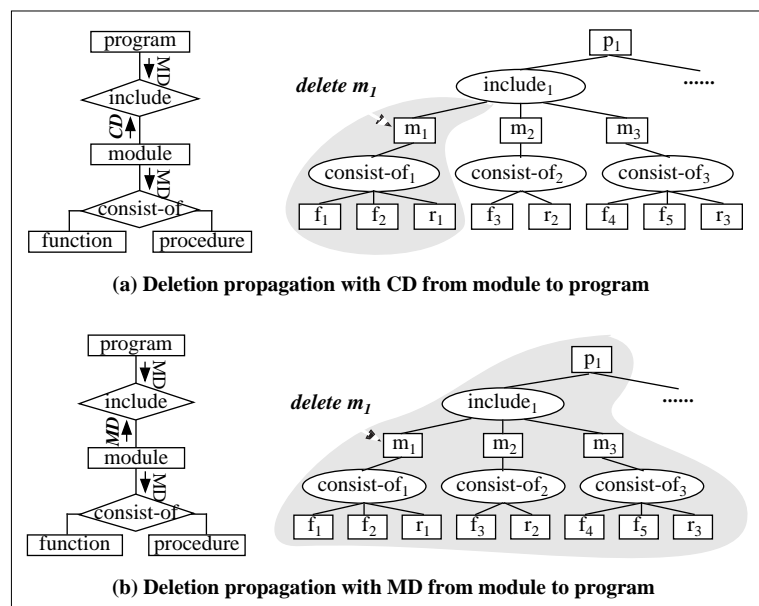 program
MD
include
CD
module
MD
consist-of
function procedure
delete m1
p1
......
include1
m1 m2 m3
consist-of1 consist-of2 consist-of3
f1 f2 r1 f3 r2 f4 f5 r3
(a) Deletion propagation with CD from module to program
program
MD
include
MD
module
MD
consist-of
function procedure
delete m1
p1
......
include1
m1 m2 m3
consist-of1 consist-of2 consist-of3
f1 f2 r1 f3 r2 f4 f5 r3
(b) Deletion propagation with MD from module to program